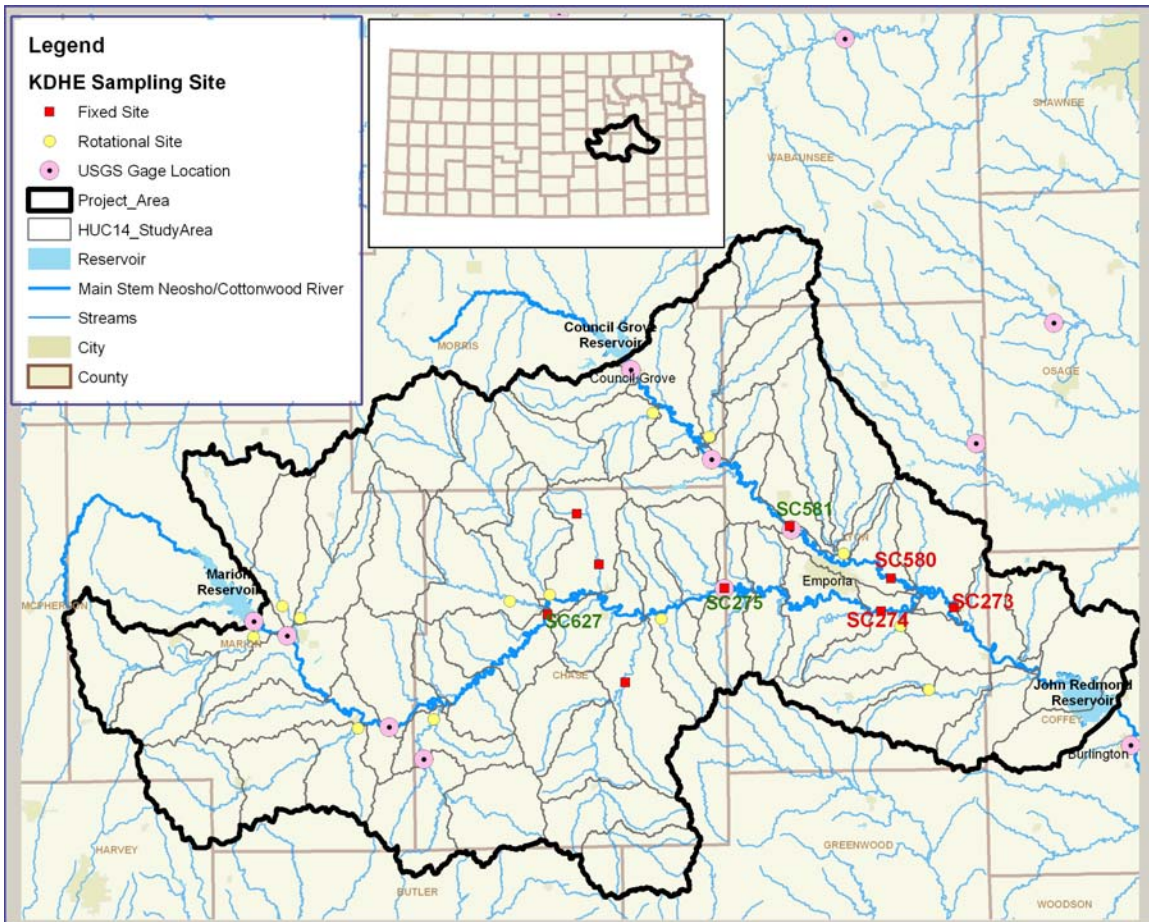 Legend
KDHE Sampling Site
Fixed Site
Rotational Site
USGS Gage Location
Project_Area
HUC14_StudyArea
Reservoir
Main Stem Neosho/Cottonwood River
Streams
City
County
SHAWNEE
WABAUNSEE
OSAGE
MORRIS
Council Grove
Reservoir
Council Grove
SC581
LYON
SC580
Emporia
SC273
SC274
SC275
SC627
Marion
Reservoir
MCPHERSON
MARION
CHASE
John Redmond
Reservoir
COFFEY
Burlington
HARVEY
BUTLER
GREENWOOD
WOODSON